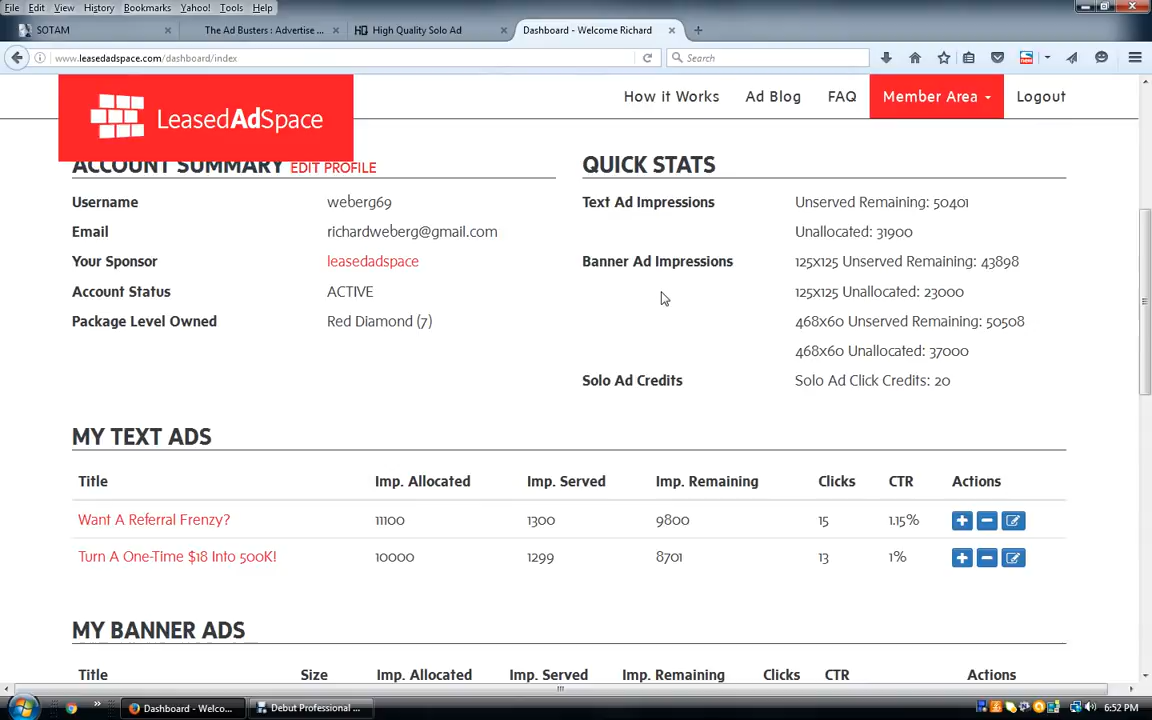 File Edit View History Bookmarks Yahoo! Tools Help
SOTAM × The Ad Busters : Advertise ... × HQ High Quality Solo Ad × Dashboard - Welcome Richard × +
www.leasedadspace.com/dashboard/index Search
LeasedAdSpace How it Works Ad Blog FAQ Member Area Logout
ACCOUNT SUMMARY EDIT PROFILE QUICK STATS
Username weberg69 Text Ad Impressions Unserved Remaining: 50401
Email richardweberg@gmail.com Unallocated: 31900
Your Sponsor leasedadspace Banner Ad Impressions 125x125 Unserved Remaining: 43898
Account Status ACTIVE 125x125 Unallocated: 23000
Package Level Owned Red Diamond (7) 468x60 Unserved Remaining: 50508
468x60 Unallocated: 37000
Solo Ad Credits Solo Ad Click Credits: 20
MY TEXT ADS
Title Imp. Allocated Imp. Served Imp. Remaining Clicks CTR Actions
Want A Referral Frenzy? 11100 1300 9800 15 1.15%
Turn A One-Time $18 Into 500K! 10000 1299 8701 13 1%
MY BANNER ADS
Title Size Imp. Allocated Imp. Served Imp. Remaining Clicks CTR Actions
Dashboard - Welco... Debut Professional ... 6:52 PM